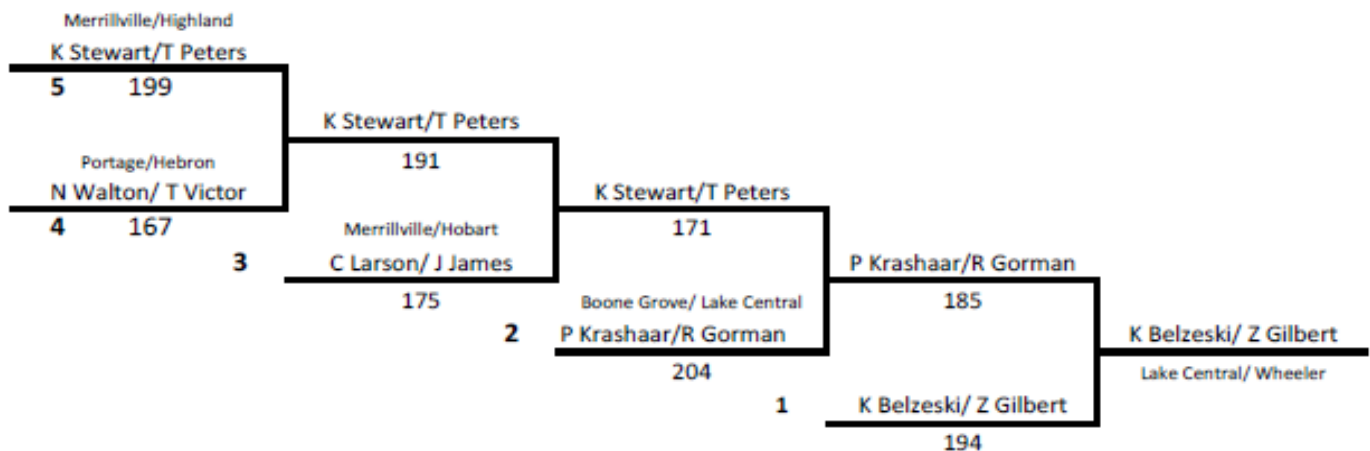 Merrillville/Highland
K Stewart/T Peters
5 199
Portage/Hebron
N Walton/ T Victor
4 167
K Stewart/T Peters
191
Merrillville/Hobart
3 C Larson/ J James
175
K Stewart/T Peters
171
Boone Grove/ Lake Central
2 P Krashaar/R Gorman
204
P Krashaar/R Gorman
185
1 K Belzeski/ Z Gilbert
194
K Belzeski/ Z Gilbert
Lake Central/ Wheeler